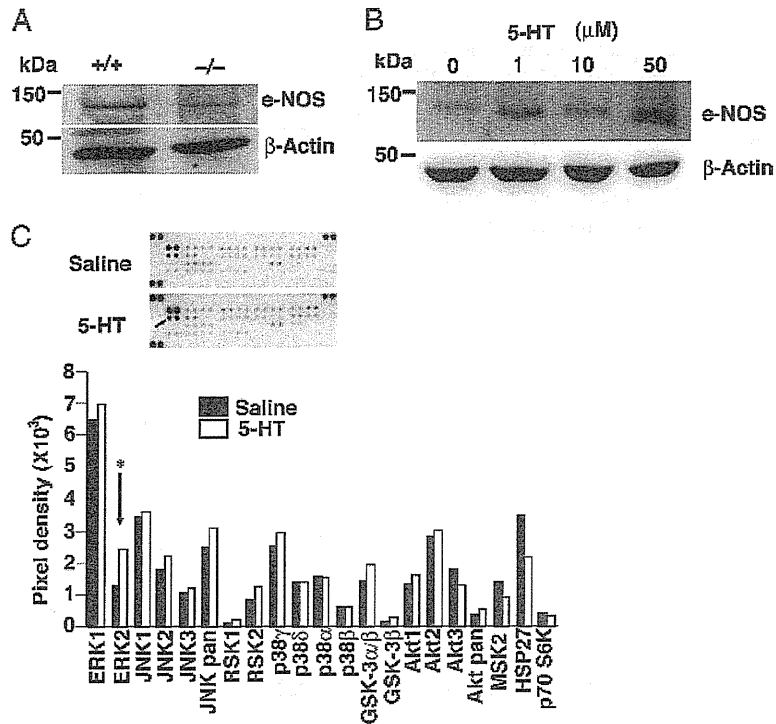 A
kDa +/+ −/−
150
e-NOS
50
β-Actin
B
5-HT (μM)
kDa 0 1 10 50
150
e-NOS
50
β-Actin
C
Saline
5-HT
Pixel density (X10³)
8
7
6
5
4
3
2
1
0
*
Saline
5-HT
ERK1
ERK2
JNK1
JNK2
JNK3
JNK pan
RSK1
RSK2
p38γ
p38δ
p38α
p38β
GSK-3α/β
GSK-3β
Akt1
Akt2
Akt3
Akt pan
MSK2
HSP27
p70 S6K